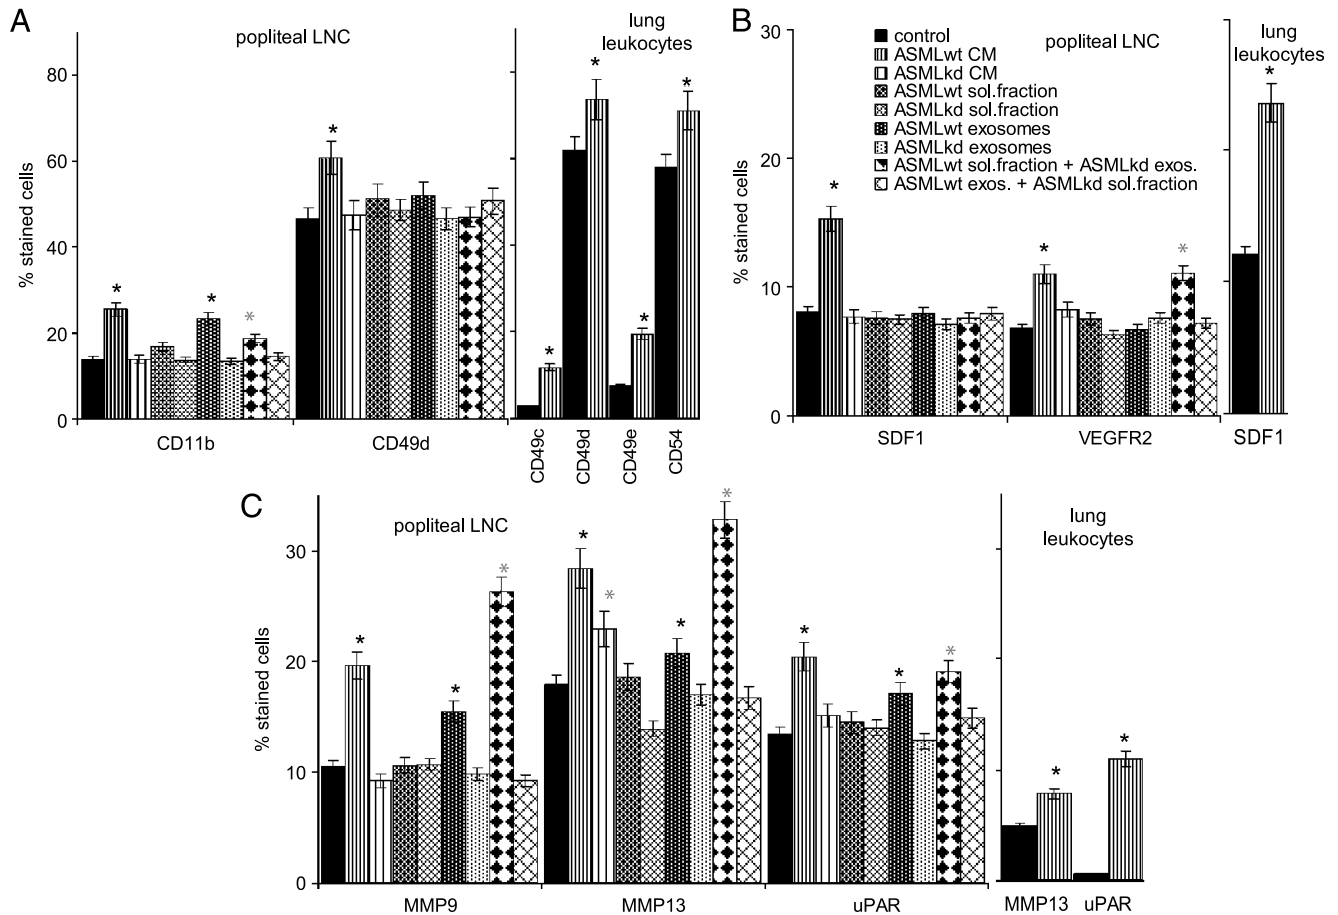 A
popliteal LNC
lung
leukocytes
% stained cells
80
60
40
20
0
*
*
*
*
*
*
*
*
CD11b
CD49d
CD49c
CD49d
CD49e
CD54
B
control
ASMLwt CM
ASMLkd CM
ASMLwt sol.fraction
ASMLkd sol.fraction
ASMLwt exosomes
ASMLkd exosomes
ASMLwt sol.fraction + ASMLkd exos.
ASMLwt exos. + ASMLkd sol.fraction
popliteal LNC
lung
leukocytes
% stained cells
30
20
10
0
*
*
*
*
SDF1
VEGFR2
SDF1
C
popliteal LNC
lung
leukocytes
% stained cells
30
20
10
0
*
*
*
*
*
*
*
*
*
*
*
*
MMP9
MMP13
uPAR
MMP13
uPAR